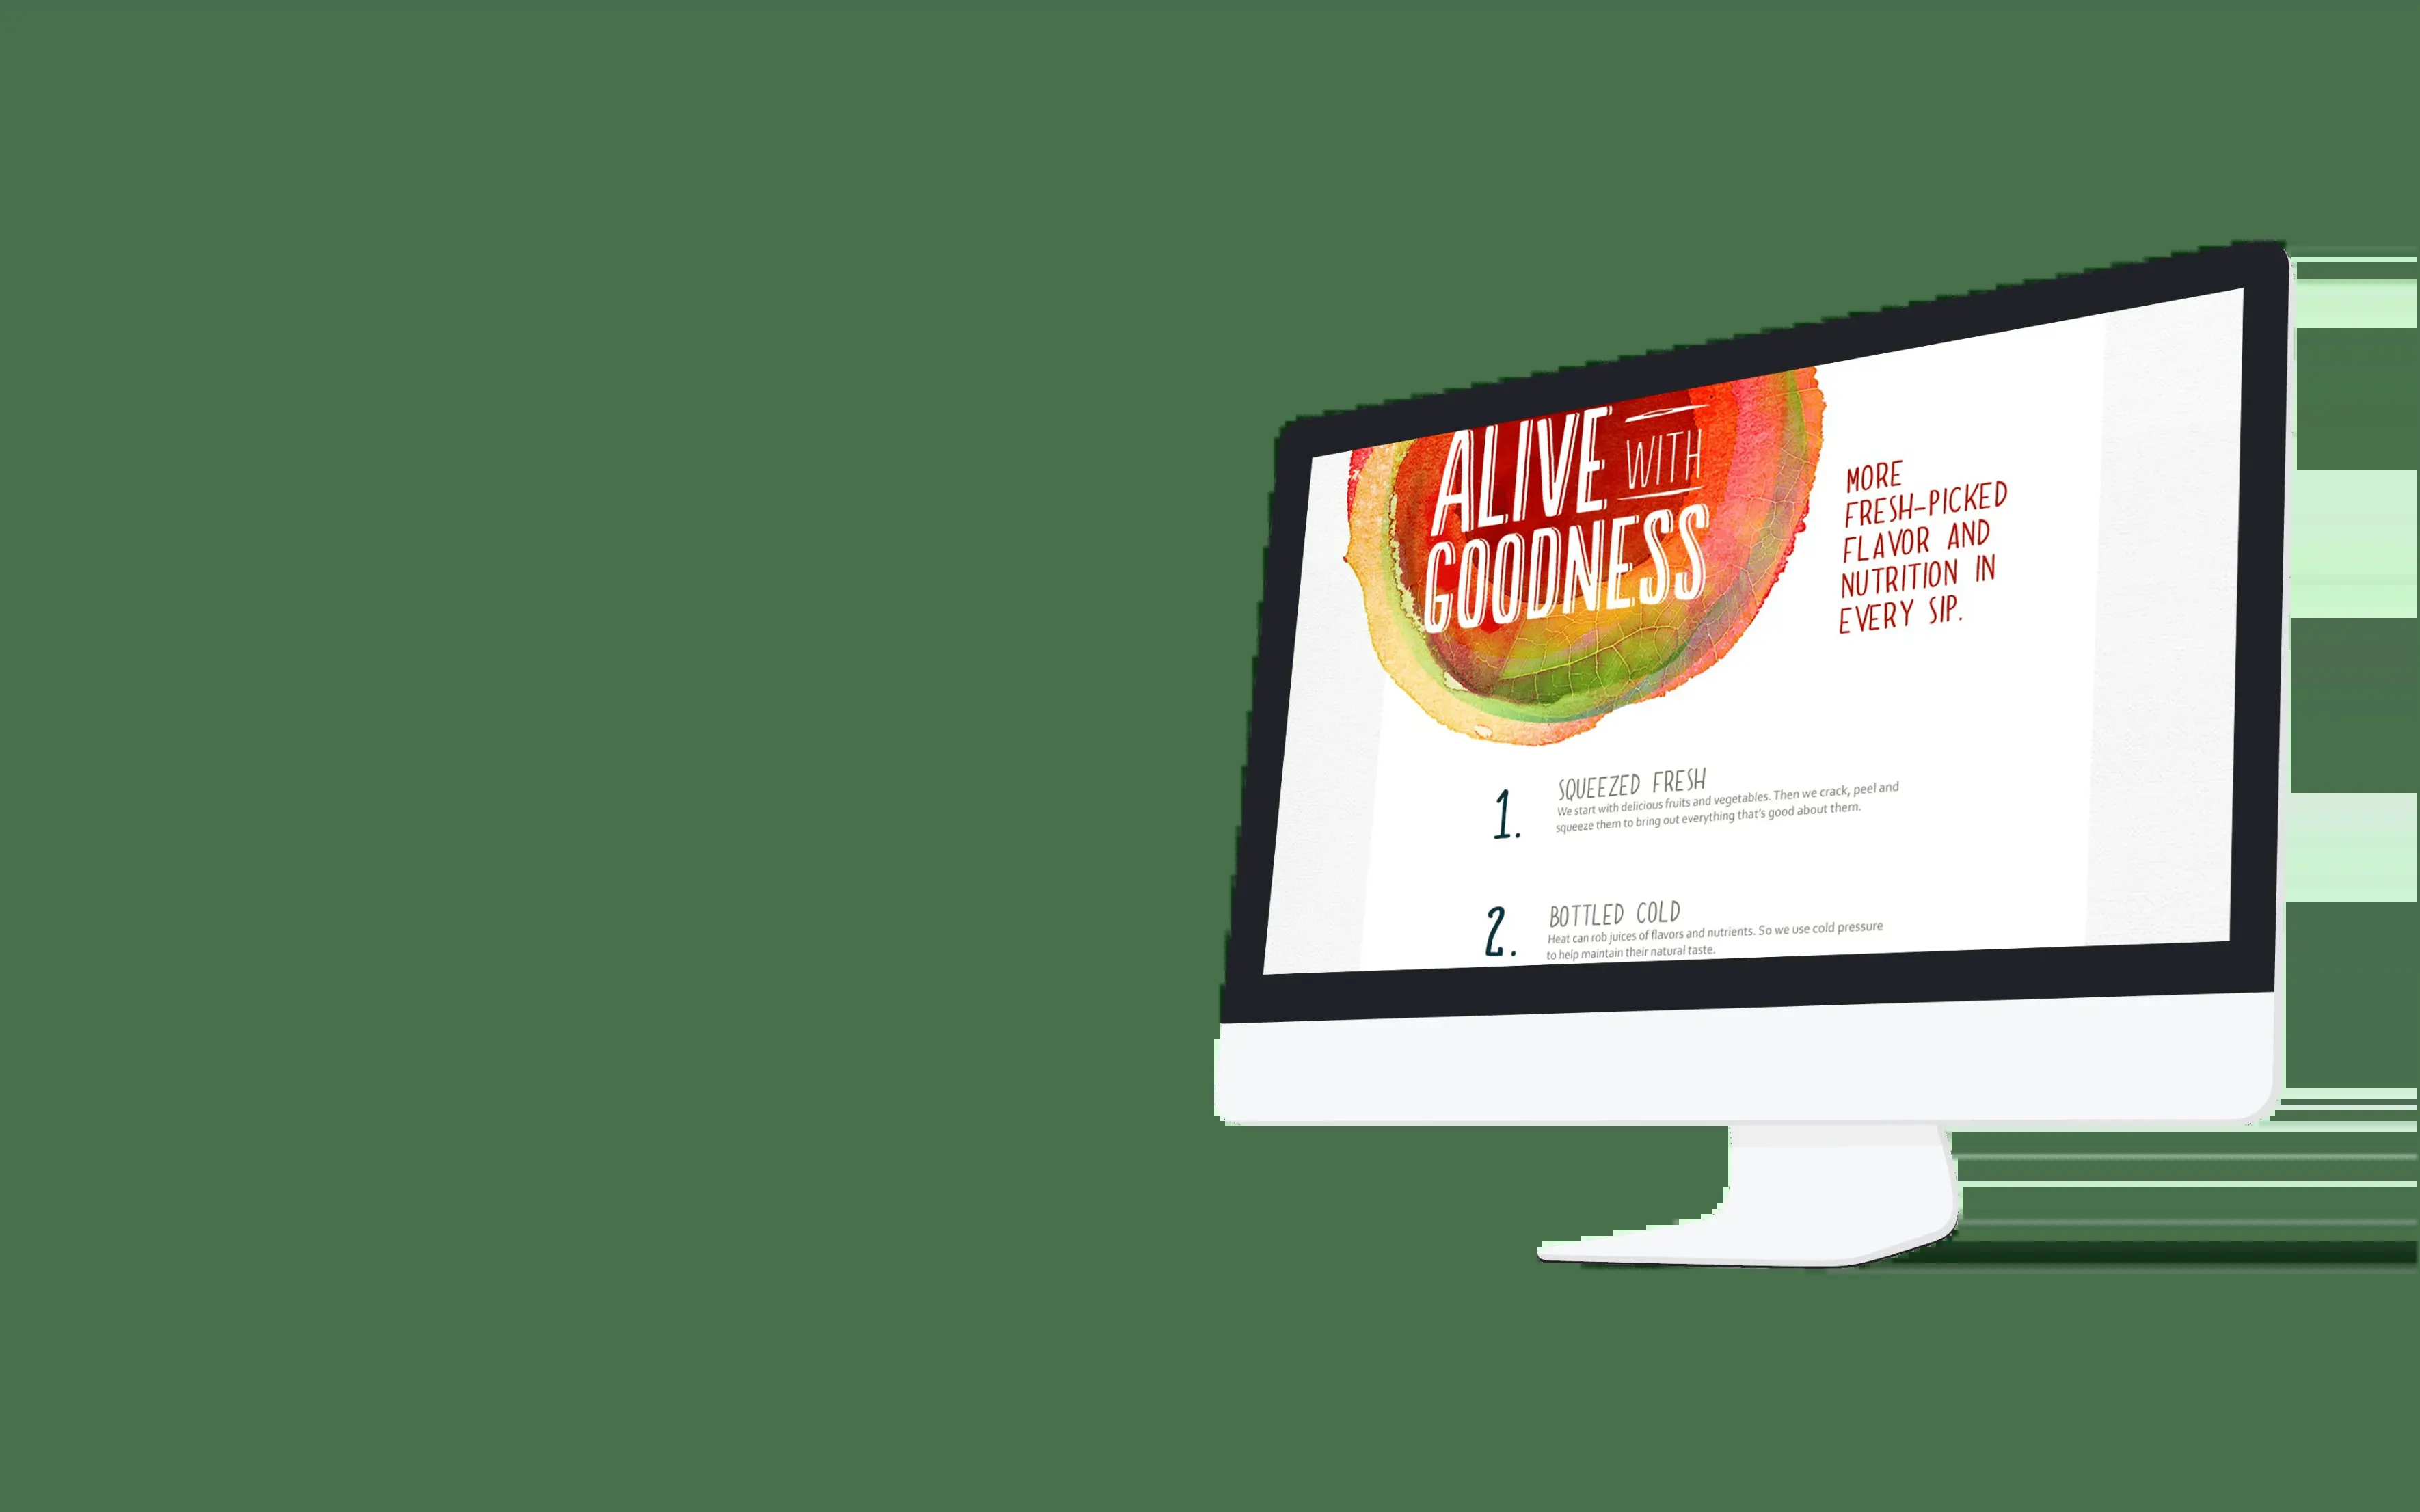 ALIVE WITH
GOODNESS
MORE
FRESH-PICKED
FLAVOR AND
NUTRITION IN
EVERY SIP.
1.
SQUEEZED FRESH
We start with delicious fruits and vegetables. Then we crack, peel and
squeeze them to bring out everything that's good about them.
2.
BOTTLED COLD
Heat can rob juices of flavors and nutrients. So we use cold pressure
to help maintain their natural taste.